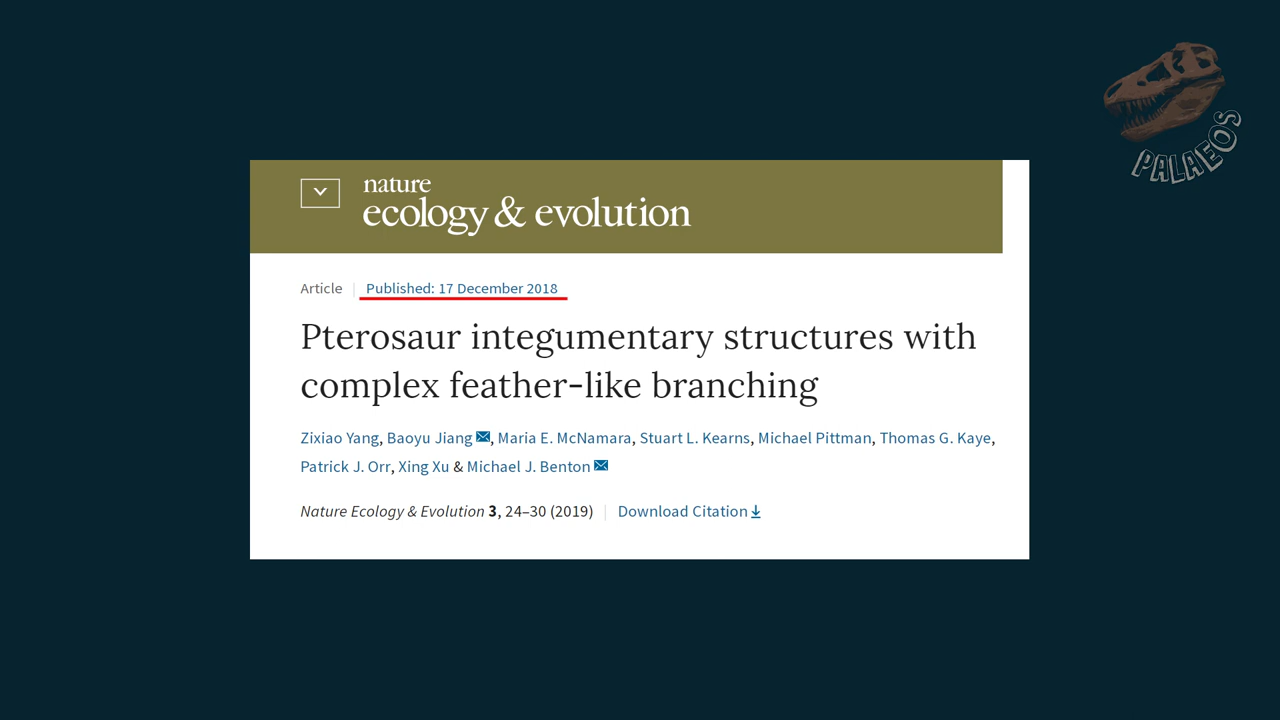 PALAEOS
nature
ecology & evolution
Article | Published: 17 December 2018
Pterosaur integumentary structures with
complex feather-like branching
Zixiao Yang, Baoyu Jiang, Maria E. McNamara, Stuart L. Kearns, Michael Pittman, Thomas G. Kaye,
Patrick J. Orr, Xing Xu & Michael J. Benton
Nature Ecology & Evolution 3, 24–30 (2019) | Download Citation